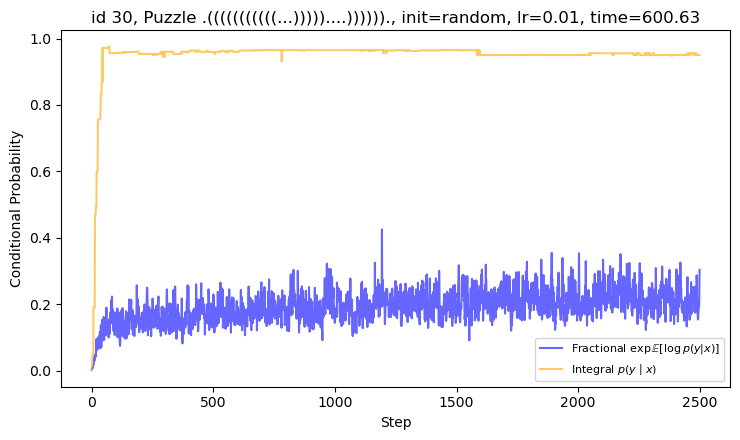 id 30, Puzzle .(((((((((((...)))))....))))))., init=random, lr=0.01, time=600.63
Conditional Probability
1.0
0.8
0.6
0.4
0.2
0.0
0
500
1000
1500
2000
2500
Step
Fractional exp𝔼[log p(y|x)]
Integral p(y | x)